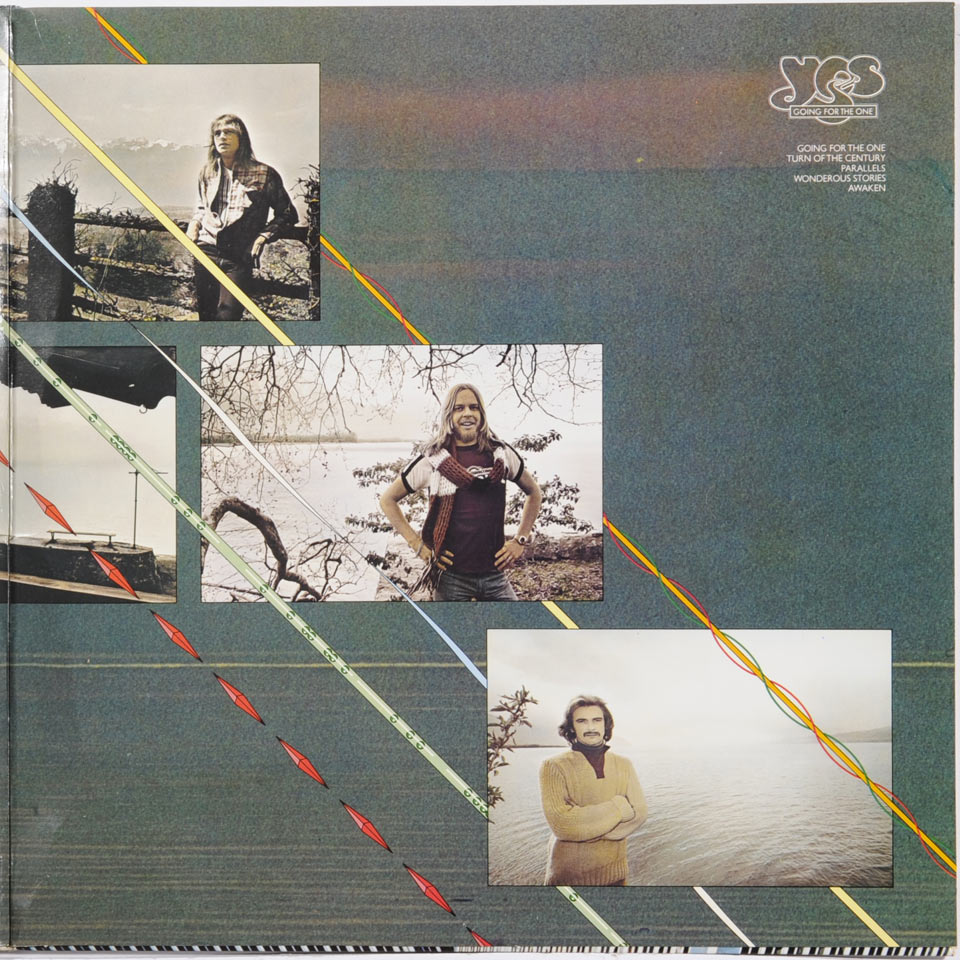 YES
GOING FOR THE ONE
GOING FOR THE ONE
TURN OF THE CENTURY
PARALLELS
WONDEROUS STORIES
AWAKEN